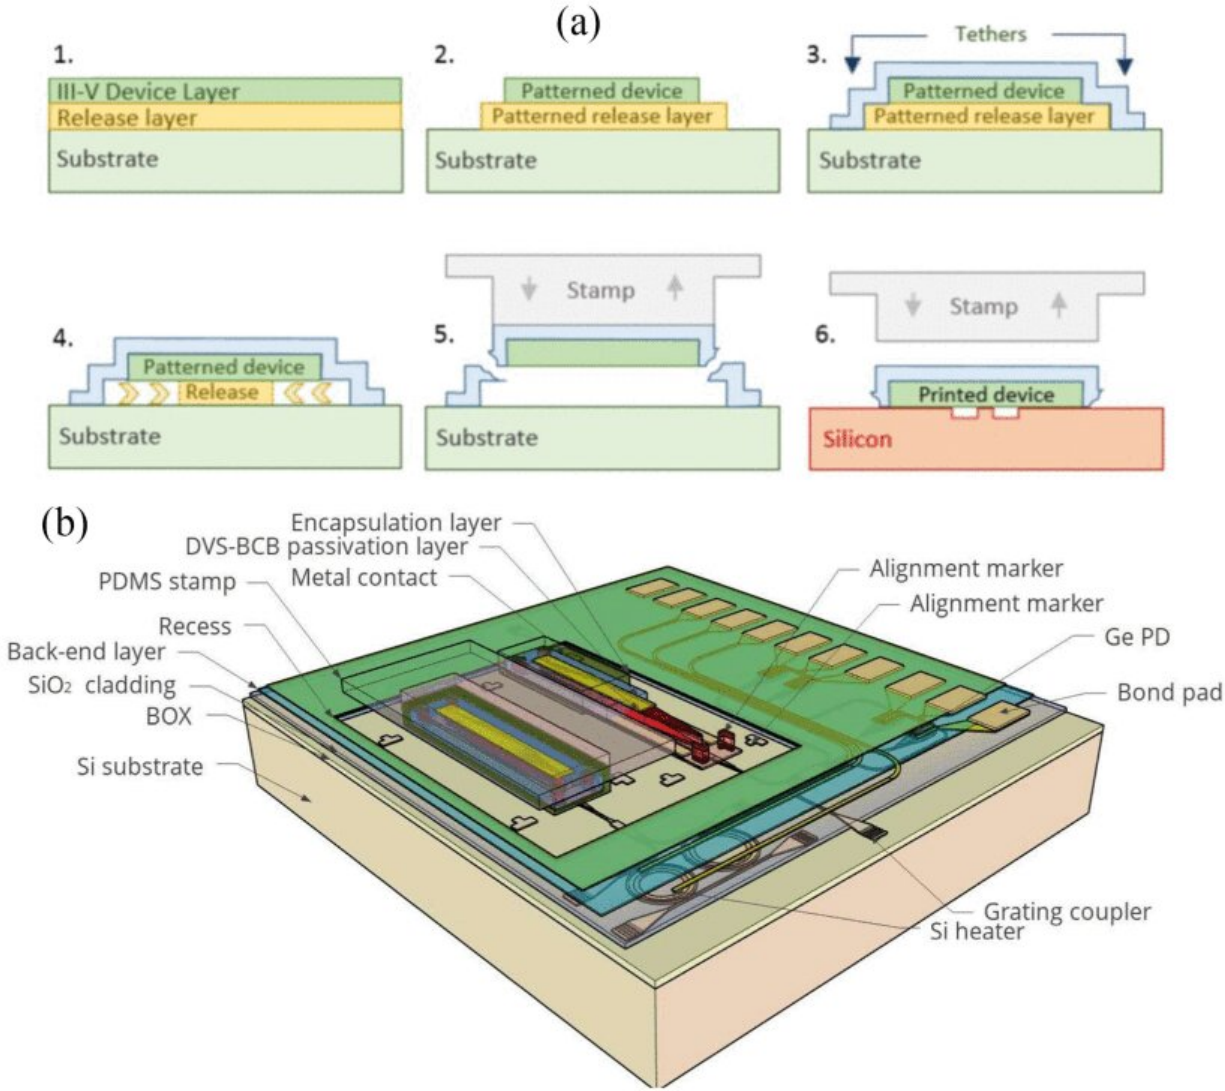 (a)
1.
III-V Device Layer
Release layer
Substrate
2.
Patterned device
Patterned release layer
Substrate
3.
Tethers
Patterned device
Patterned release layer
Substrate
4.
Patterned device
Release
Substrate
5.
Stamp
Substrate
6.
Stamp
Printed device
Silicon
(b)
Encapsulation layer
DVS-BCB passivation layer
Metal contact
PDMS stamp
Recess
Back-end layer
SiO₂ cladding
BOX
Si substrate
Alignment marker
Alignment marker
Ge PD
Bond pad
Grating coupler
Si heater